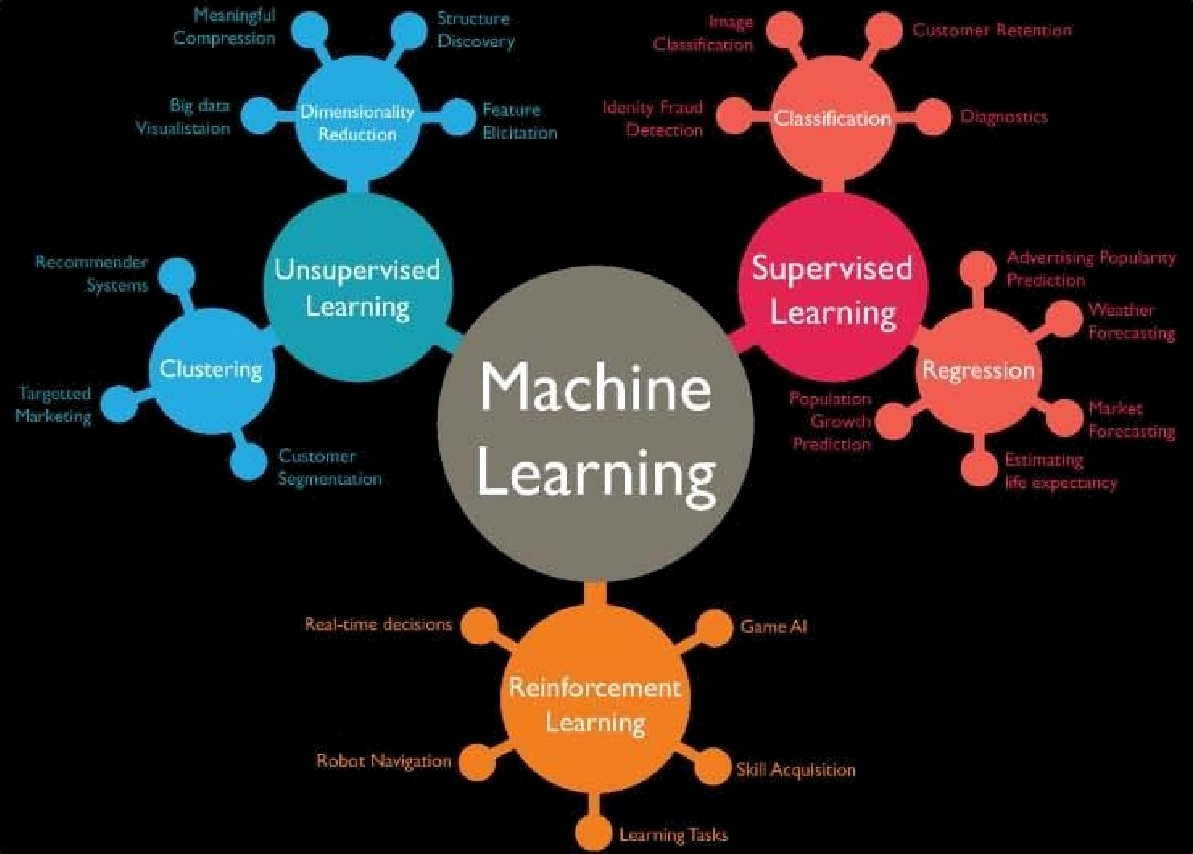 Meaningful
Compression
Structure
Discovery
Big data
Visualistaion
Dimensionality
Reduction
Feature
Elicitation
Image
Classification
Customer Retention
Idenity Fraud
Detection
Classification
Diagnostics
Recommender
Systems
Unsupervised
Learning
Clustering
Targetted
Marketing
Customer
Segmentation
Supervised
Learning
Advertising Popularity
Prediction
Weather
Forecasting
Regression
Population
Growth
Prediction
Market
Forecasting
Estimating
life expectancy
Machine
Learning
Real-time decisions
Game AI
Reinforcement
Learning
Robot Navigation
Skill Acquisition
Learning Tasks